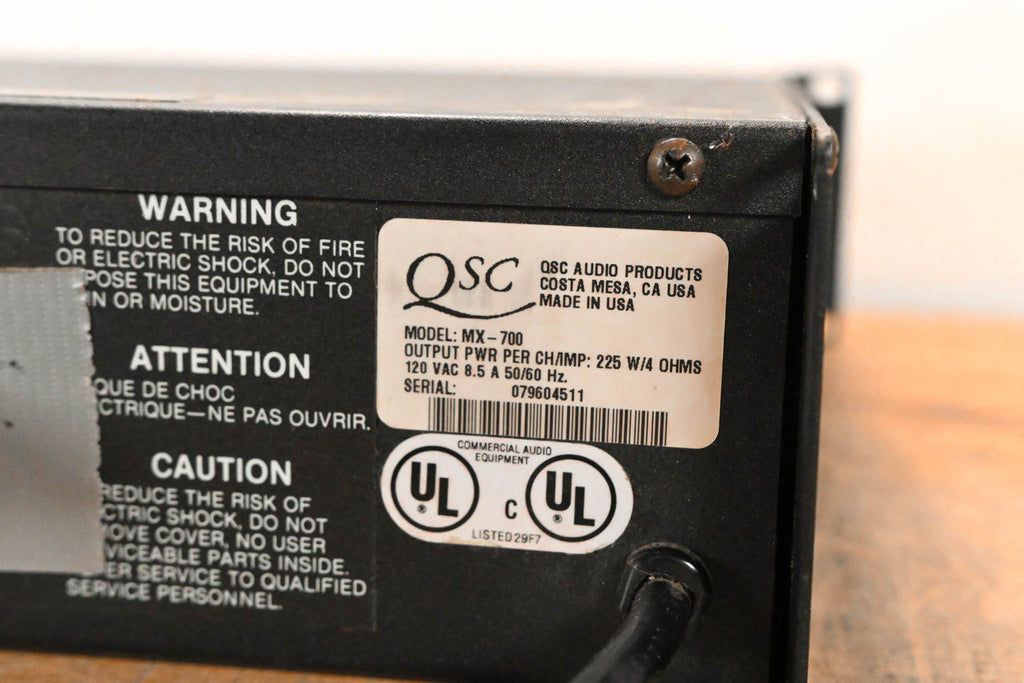 WARNING
TO REDUCE THE RISK OF FIRE
OR ELECTRIC SHOCK, DO NOT
POSE THIS EQUIPMENT TO
IN OR MOISTURE.
ATTENTION
QUE DE CHOC
CTRIQUE—NE PAS OUVRIR.
CAUTION
REDUCE THE RISK OF
CTRIC SHOCK, DO NOT
OVE COVER, NO USER
VICEABLE PARTS INSIDE.
ER SERVICE TO QUALIFIED
SERVICE PERSONNEL.
QSC
QSC AUDIO PRODUCTS
COSTA MESA, CA USA
MADE IN USA
MODEL: MX-700
OUTPUT PWR PER CH/IMP: 225 W/4 OHMS
120 VAC 8.5 A 50/60 Hz.
SERIAL: 079604511
COMMERCIAL AUDIO
EQUIPMENT
UL ® C UL ®
LISTED 29F7